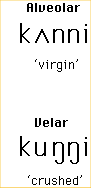 Alveolar
kʌnni
‘virgin’
Velar
kuŋŋi
‘crushed’